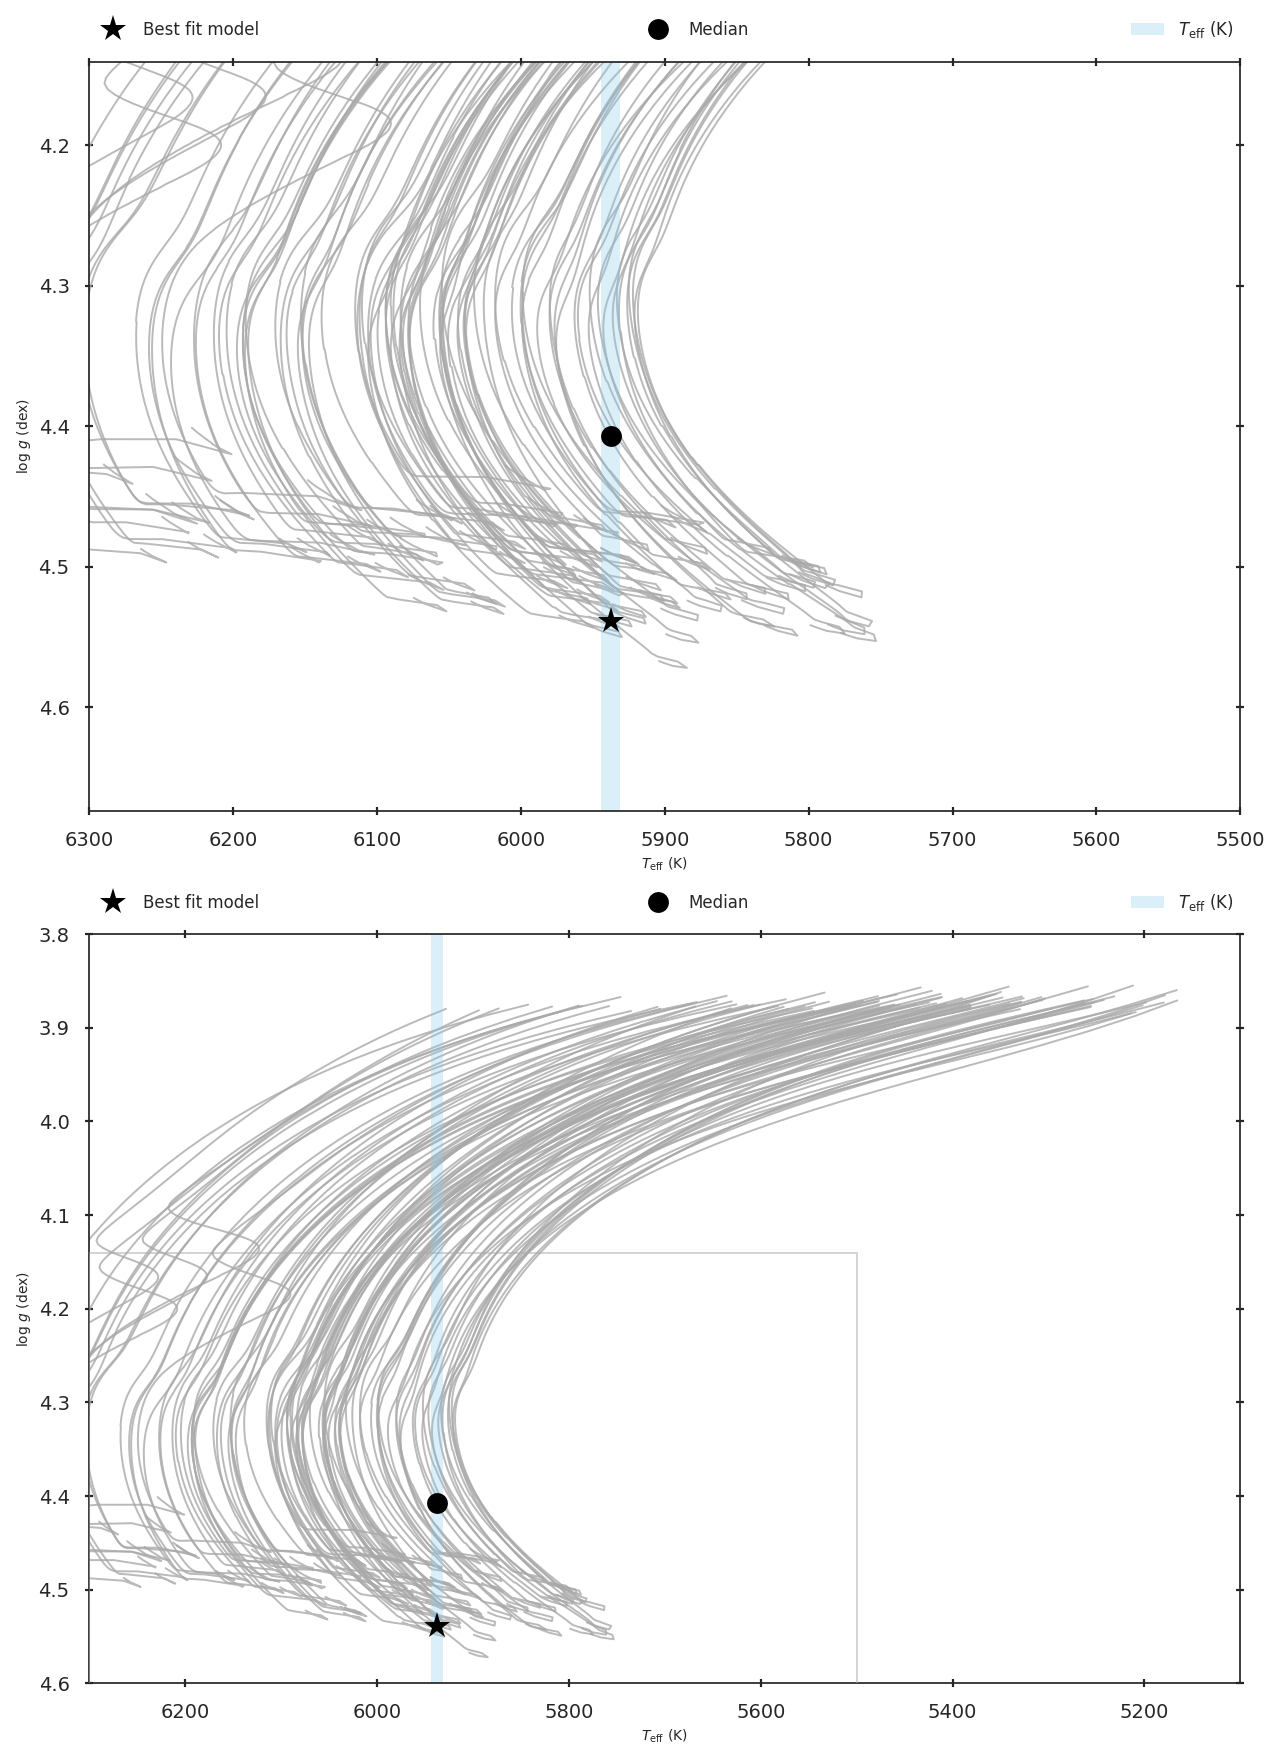 Best fit model
Median
T_eff (K)
4.2
4.3
4.4
4.5
4.6
log g (dex)
6300 6200 6100 6000 5900 5800 5700 5600 5500
T_eff (K)
Best fit model
Median
T_eff (K)
3.8
3.9
4.0
4.1
4.2
4.3
4.4
4.5
4.6
log g (dex)
6200 6000 5800 5600 5400 5200
T_eff (K)